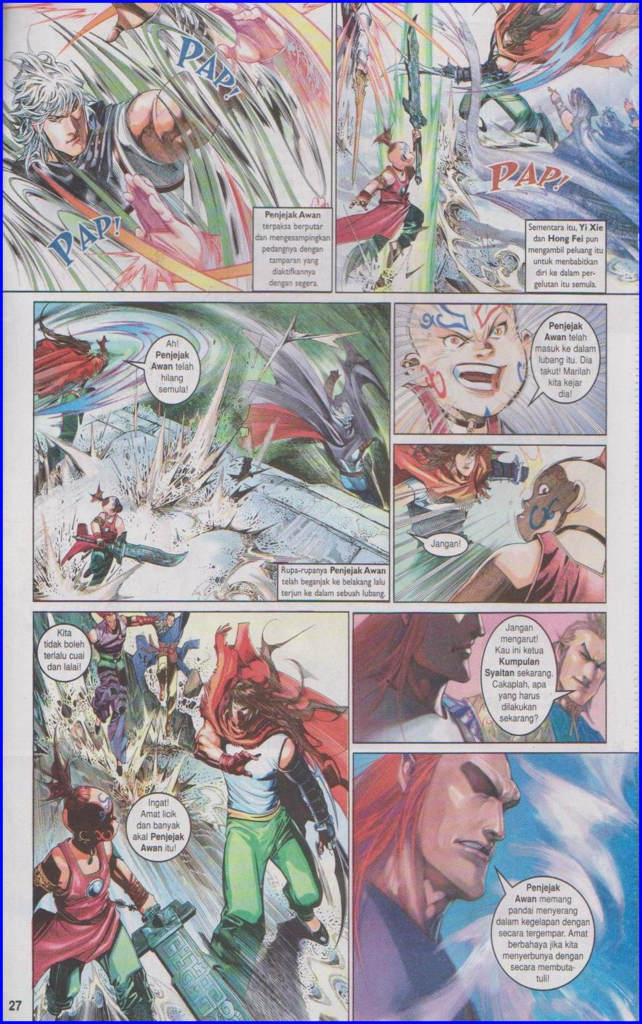 PAP!
PAP!
Penjejak Awan
terpaksa berputar
dan mengesampingkan
pedangnya dengan
tamparan yang
diaktifkannya
dengan segera.
PAP!
Sementara itu, Yi Xie
dan Hong Fei pun
mengambil peluang itu
untuk membabitkan
diri ke dalam per-
gelutan itu semula.
Ah!
Penjejak
Awan telah
hilang
semula!
Rupa-rupanya Penjejak Awan
telah beganjak ke belakang lalu
terjun ke dalam sebuah lubang.
Penjejak
Awan telah
masuk ke dalam
lubang itu. Dia
takut! Marilah
kita kejar
dia!
Jangan!
Kita
tidak boleh
terlalu cuai
dan lalai!
Ingat!
Amat licik
dan banyak
akal Penjejak
Awan itu!
Jangan
mengarut!
Kau ini ketua
Kumpulan
Syaitan sekarang.
Cakaplah, apa
yang harus
dilakukan
sekarang?
Penjejak
Awan memang
pandai menyerang
dalam kegelapan dengan
secara tergempar. Amat
berbahaya jika kita
menyerbunya dengan
secara membuta-
tuli!
27